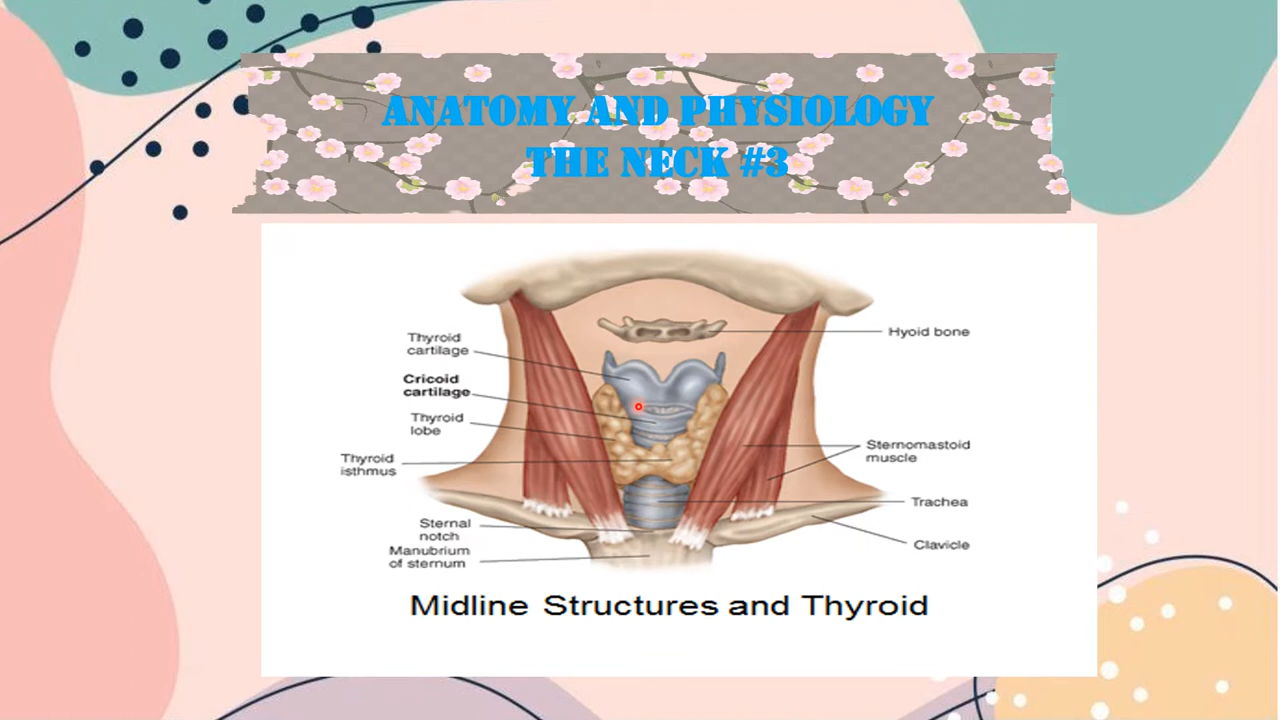 ANATOMY AND PHYSIOLOGY
THE NECK #3
Thyroid
cartilage
Cricoid
cartilage
Thyroid
lobe
Thyroid
isthmus
Sternal
notch
Manubrium
of sternum
Hyoid bone
Sternomastoid
muscle
Trachea
Clavicle
Midline Structures and Thyroid